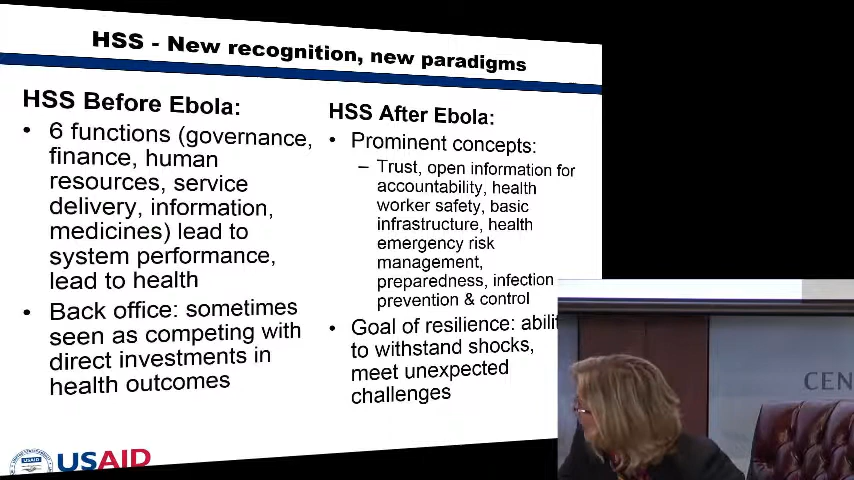 HSS - New recognition, new paradigms
HSS Before Ebola:
• 6 functions (governance,
finance, human
resources, service
delivery, information,
medicines) lead to
system performance,
lead to health
• Back office: sometimes
seen as competing with
direct investments in
health outcomes
HSS After Ebola:
• Prominent concepts:
– Trust, open information for
accountability, health
worker safety, basic
infrastructure, health
emergency risk
management,
preparedness, infection
prevention & control
• Goal of resilience: abili
to withstand shocks,
meet unexpected
challenges
USAID
USAID
CEN